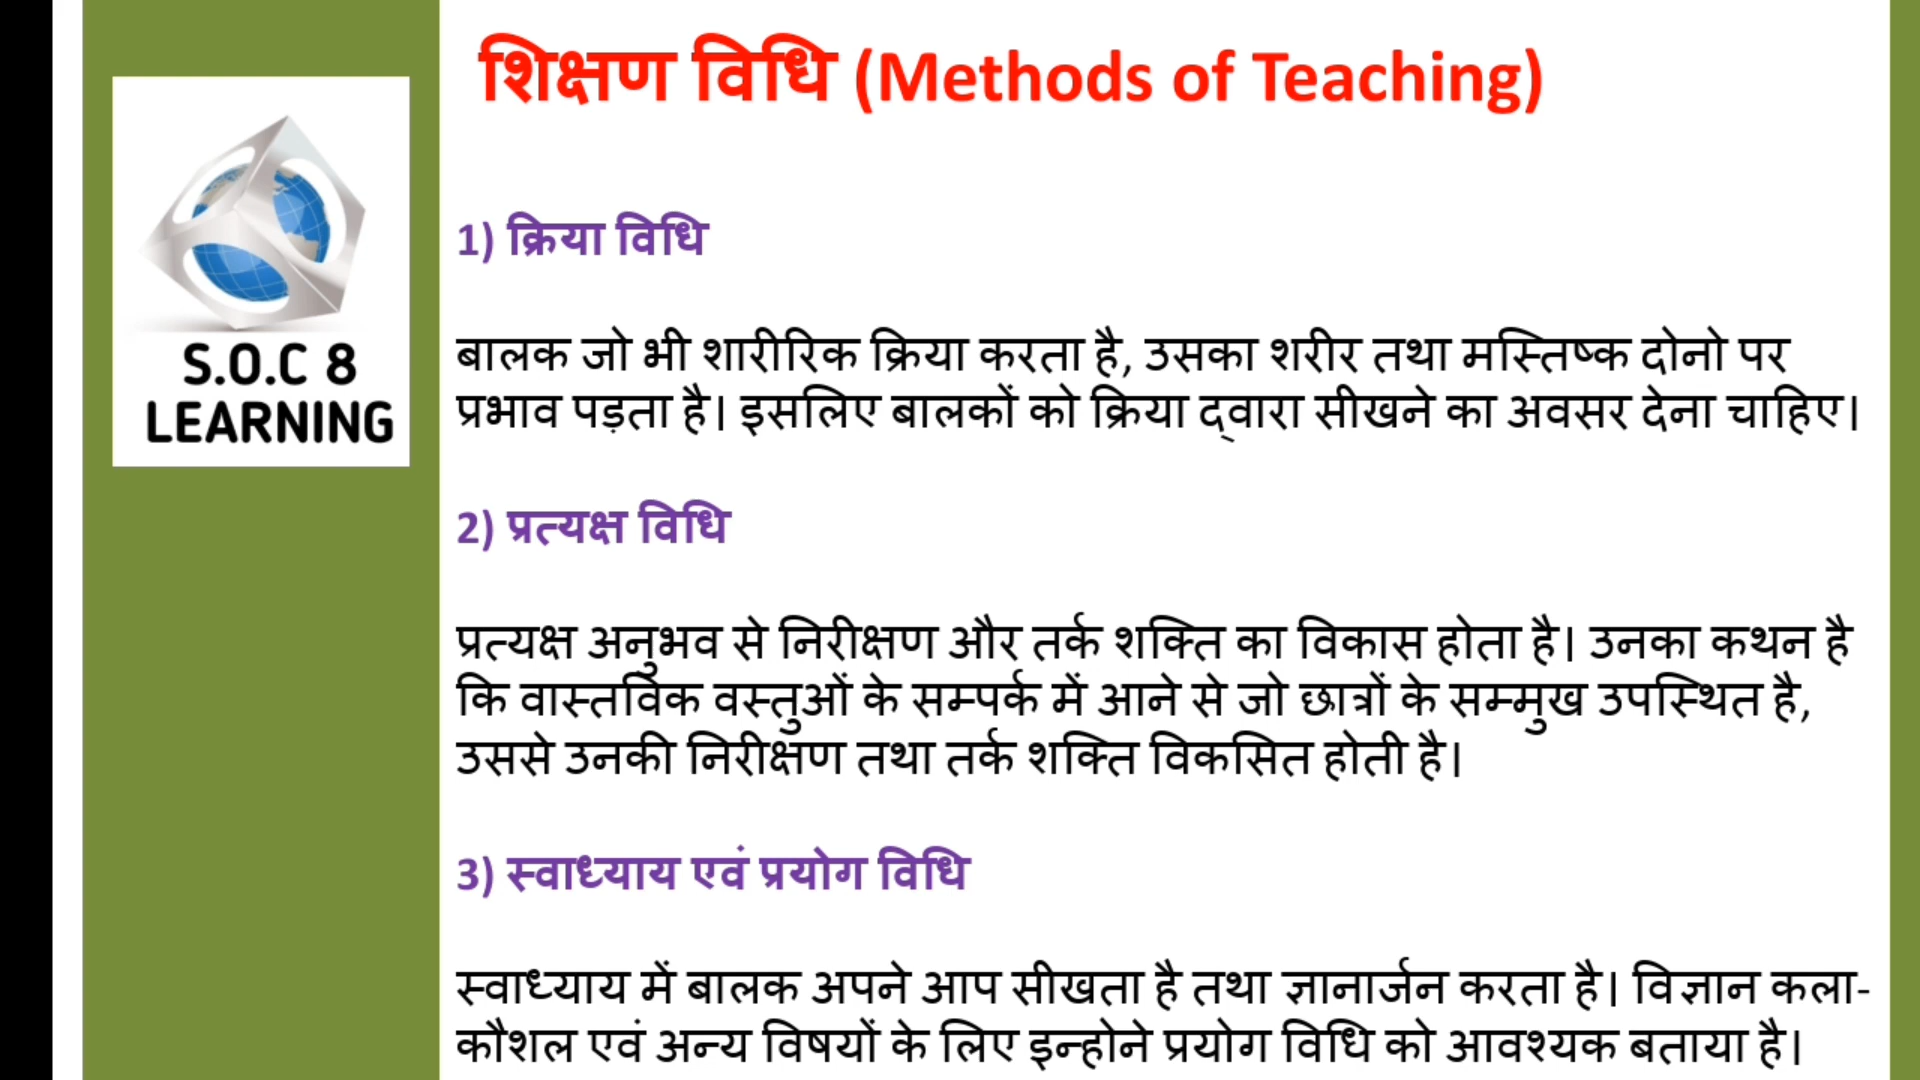 शिक्षण विधि (Methods of Teaching)
S.O.C 8
LEARNING
1) क्रिया विधि
बालक जो भी शारीरिक क्रिया करता है, उसका शरीर तथा मस्तिष्क दोनो पर
प्रभाव पड़ता है। इसलिए बालकों को क्रिया द्वारा सीखने का अवसर देना चाहिए।
2) प्रत्यक्ष विधि
प्रत्यक्ष अनुभव से निरीक्षण और तर्क शक्ति का विकास होता है। उनका कथन है
कि वास्तविक वस्तुओं के सम्पर्क में आने से जो छात्रों के सम्मुख उपस्थित है,
उससे उनकी निरीक्षण तथा तर्क शक्ति विकसित होती है।
3) स्वाध्याय एवं प्रयोग विधि
स्वाध्याय में बालक अपने आप सीखता है तथा ज्ञानार्जन करता है। विज्ञान कला-
कौशल एवं अन्य विषयों के लिए इन्होने प्रयोग विधि को आवश्यक बताया है।